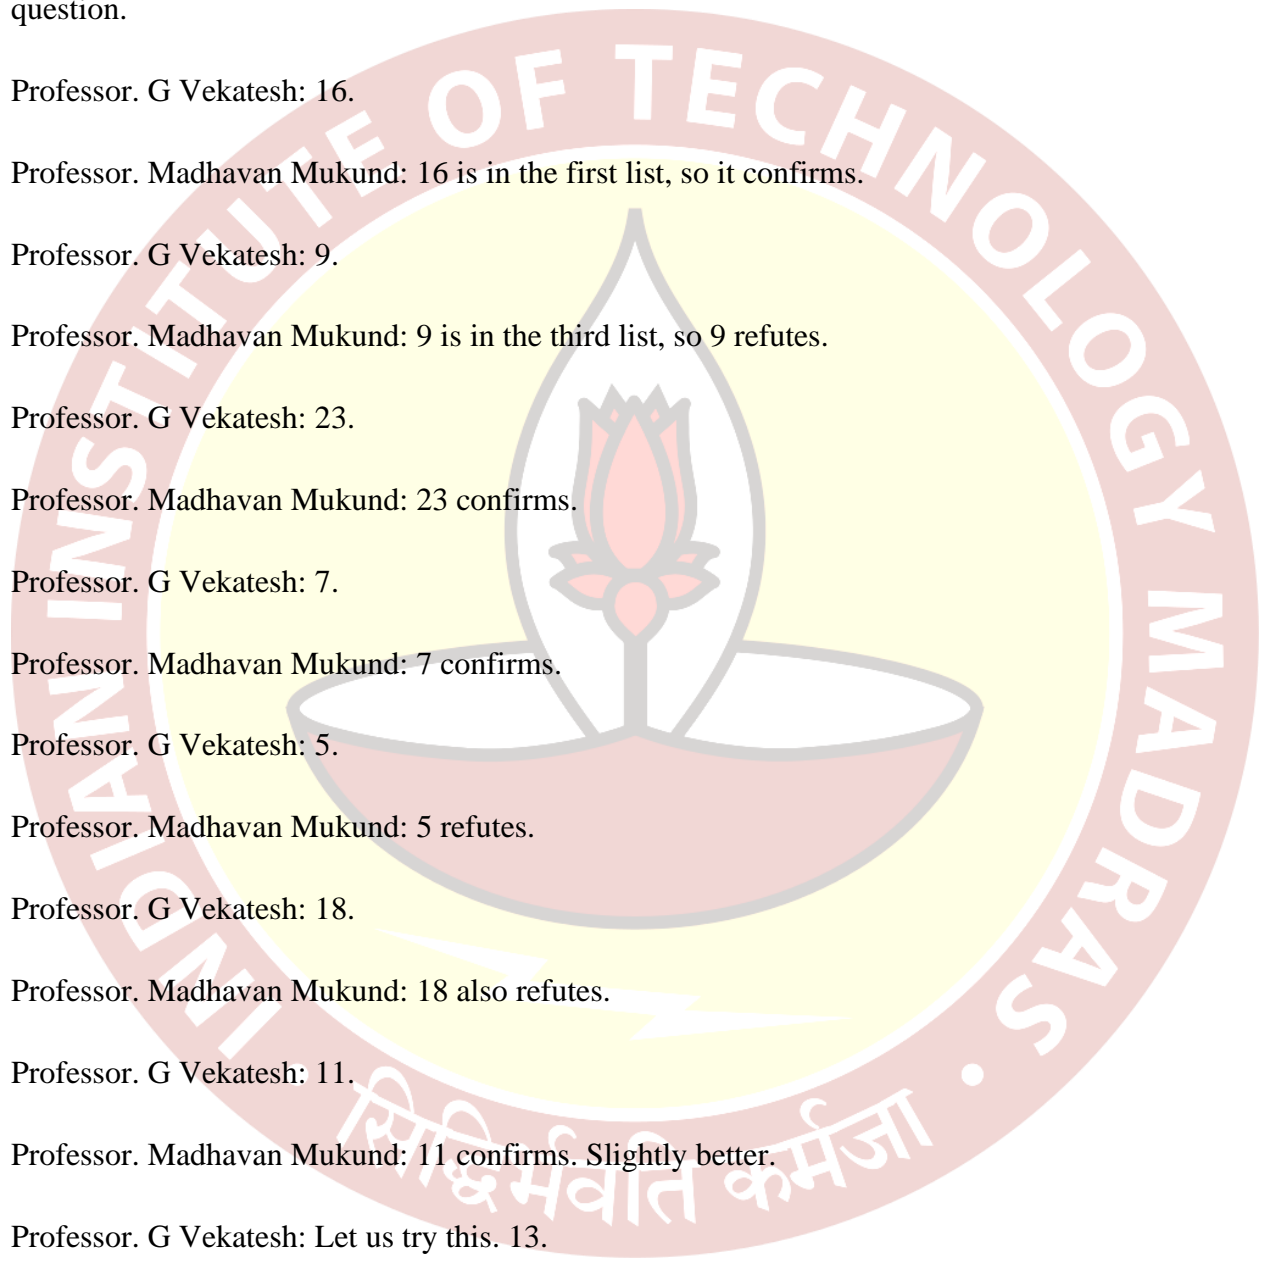 question.
Professor. G Vekatesh: 16.
Professor. Madhavan Mukund: 16 is in the first list, so it confirms.
Professor. G Vekatesh: 9.
Professor. Madhavan Mukund: 9 is in the third list, so 9 refutes.
Professor. G Vekatesh: 23.
Professor. Madhavan Mukund: 23 confirms.
Professor. G Vekatesh: 7.
Professor. Madhavan Mukund: 7 confirms.
Professor. G Vekatesh: 5.
Professor. Madhavan Mukund: 5 refutes.
Professor. G Vekatesh: 18.
Professor. Madhavan Mukund: 18 also refutes.
Professor. G Vekatesh: 11.
Professor. Madhavan Mukund: 11 confirms. Slightly better.
Professor. G Vekatesh: Let us try this. 13.
INDIAN INSTITUTE OF TECHNOLOGY MADRAS
सिद्धिर्भवति कर्मजा